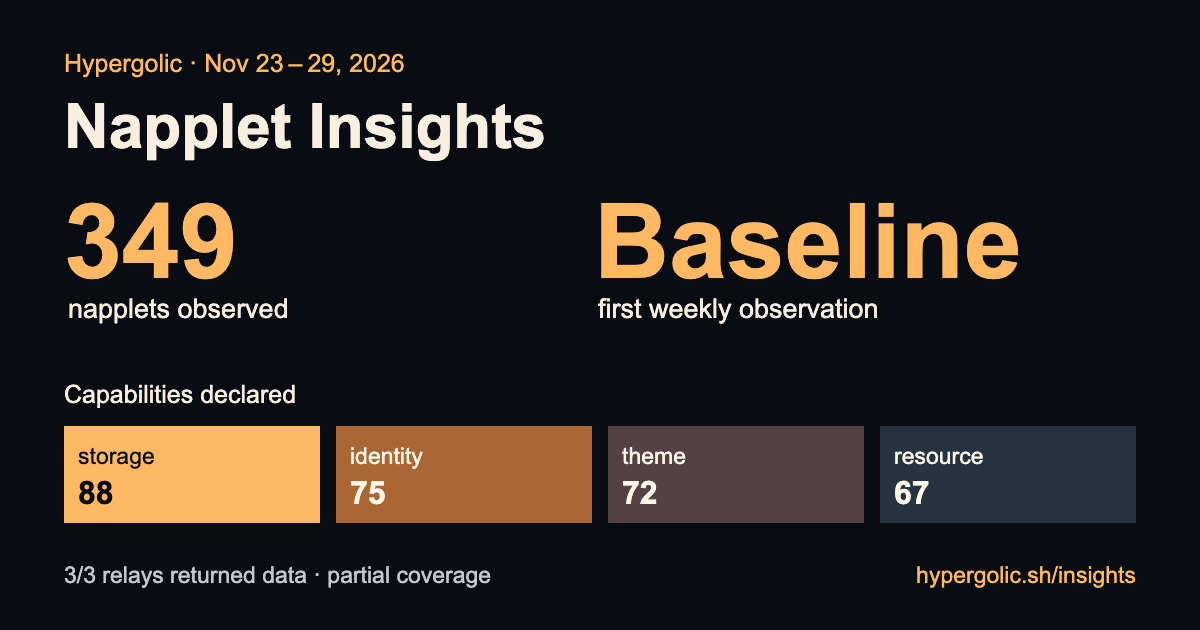 Hypergolic · Nov 23 – 29, 2026
Napplet Insights
349
napplets observed
Baseline
first weekly observation
Capabilities declared
storage
88
identity
75
theme
72
resource
67
3/3 relays returned data · partial coverage
hypergolic.sh/insights